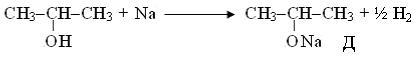 CH₃–CH–CH₃ + Na ⟶ CH₃–CH–CH₃ + ½ H₂
OH ONa Д